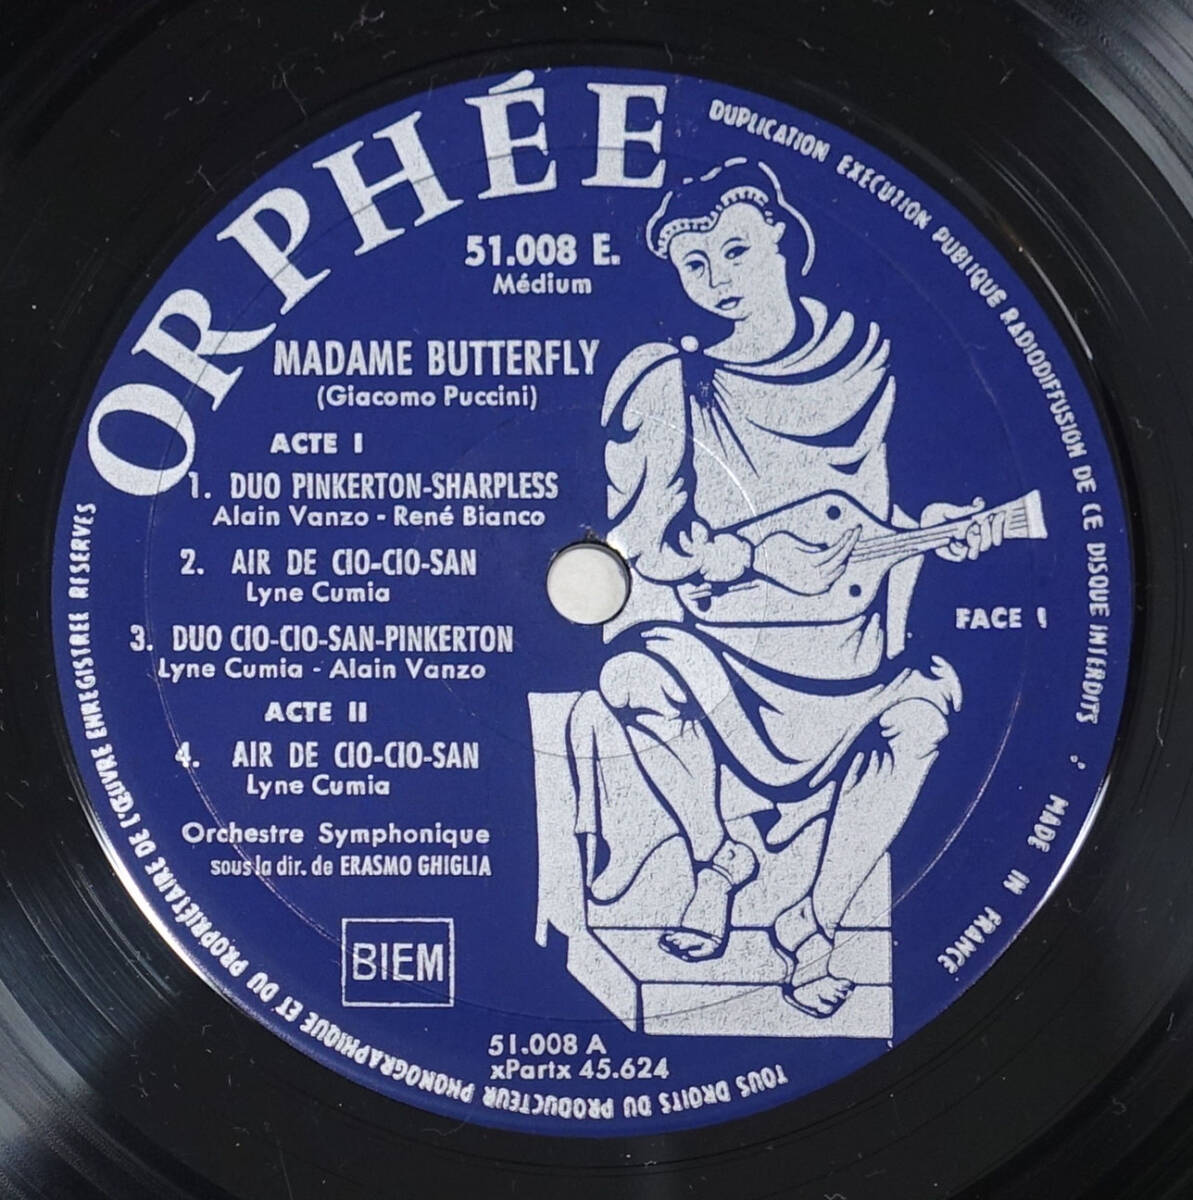 ORPHÉE
51.008 E.
Médium
MADAME BUTTERFLY
(Giacomo Puccini)
ACTE I
1. DUO PINKERTON-SHARPLESS
Alain Vanzo - René Bianco
2. AIR DE CIO-CIO-SAN
Lyne Cumia
3. DUO CIO-CIO-SAN-PINKERTON
Lyne Cumia - Alain Vanzo
ACTE II
4. AIR DE CIO-CIO-SAN
Lyne Cumia
Orchestre Symphonique
sous la dir. de ERASMO GHIGLIA
FACE I
BIEM
51.008 A
xPartx 45.624
TOUS DROITS DU PRODUCTEUR PHONOGRAPHIQUE ET DU PROPRIÉTAIRE DE L'ŒUVRE ENREGISTREE RESERVES
DUPLICATION EXECUTION PUBLIQUE RADIODIFFUSION DE CE DISQUE INTERDITS : MADE IN FRANCE